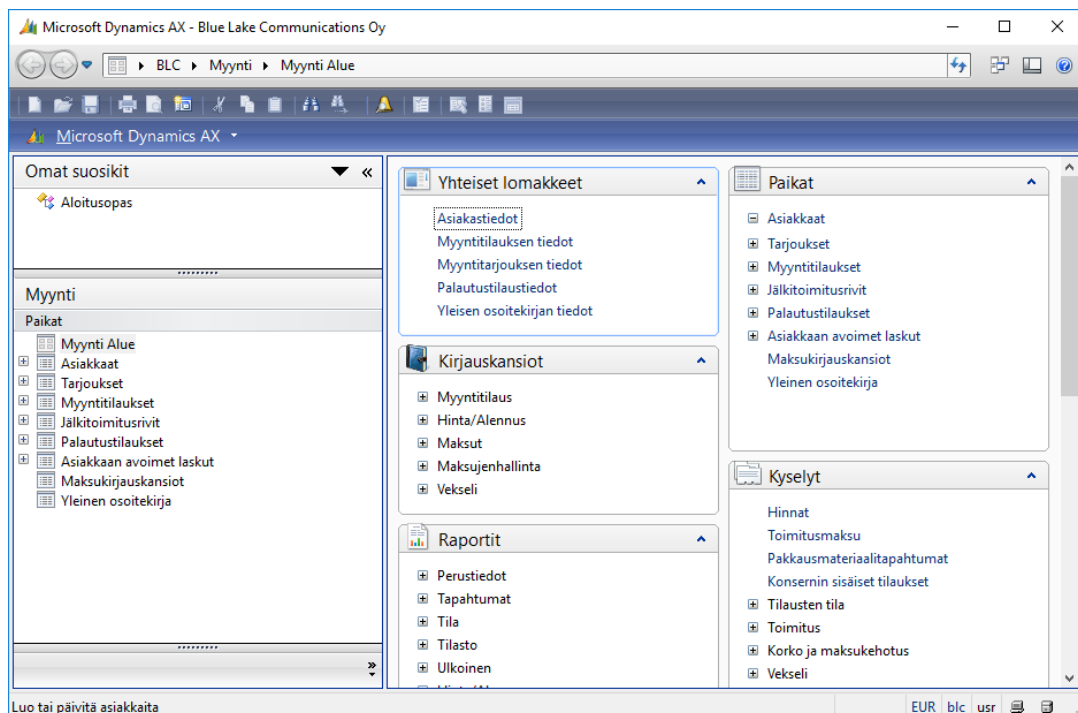 Microsoft Dynamics AX - Blue Lake Communications Oy
BLC Myynti Myynti Alue
Microsoft Dynamics AX
Omat suosikit
Aloitusopas
Myynti
Paikat
Myynti Alue
Asiakkaat
Tarjoukset
Myyntitilaukset
Jälkitoimitusrivit
Palautustilaukset
Asiakkaan avoimet laskut
Maksukirjauskansiot
Yleinen osoitekirja
Yhteiset lomakkeet
Asiakastiedot
Myyntitilauksen tiedot
Myyntitarjouksen tiedot
Palautustilaustiedot
Yleisen osoitekirjan tiedot
Kirjauskansiot
Myyntitilaus
Hinta/Alennus
Maksut
Maksujenhallinta
Vekseli
Raportit
Perustiedot
Tapahtumat
Tila
Tilasto
Ulkoinen
Paikat
Asiakkaat
Tarjoukset
Myyntitilaukset
Jälkitoimitusrivit
Palautustilaukset
Asiakkaan avoimet laskut
Maksukirjauskansiot
Yleinen osoitekirja
Kyselyt
Hinnat
Toimitusmaksu
Pakkausmateriaalitapahtumat
Konsernin sisäiset tilaukset
Tilausten tila
Toimitus
Korko ja maksukehotus
Vekseli
Luo tai päivitä asiakkaita
EUR blc usr